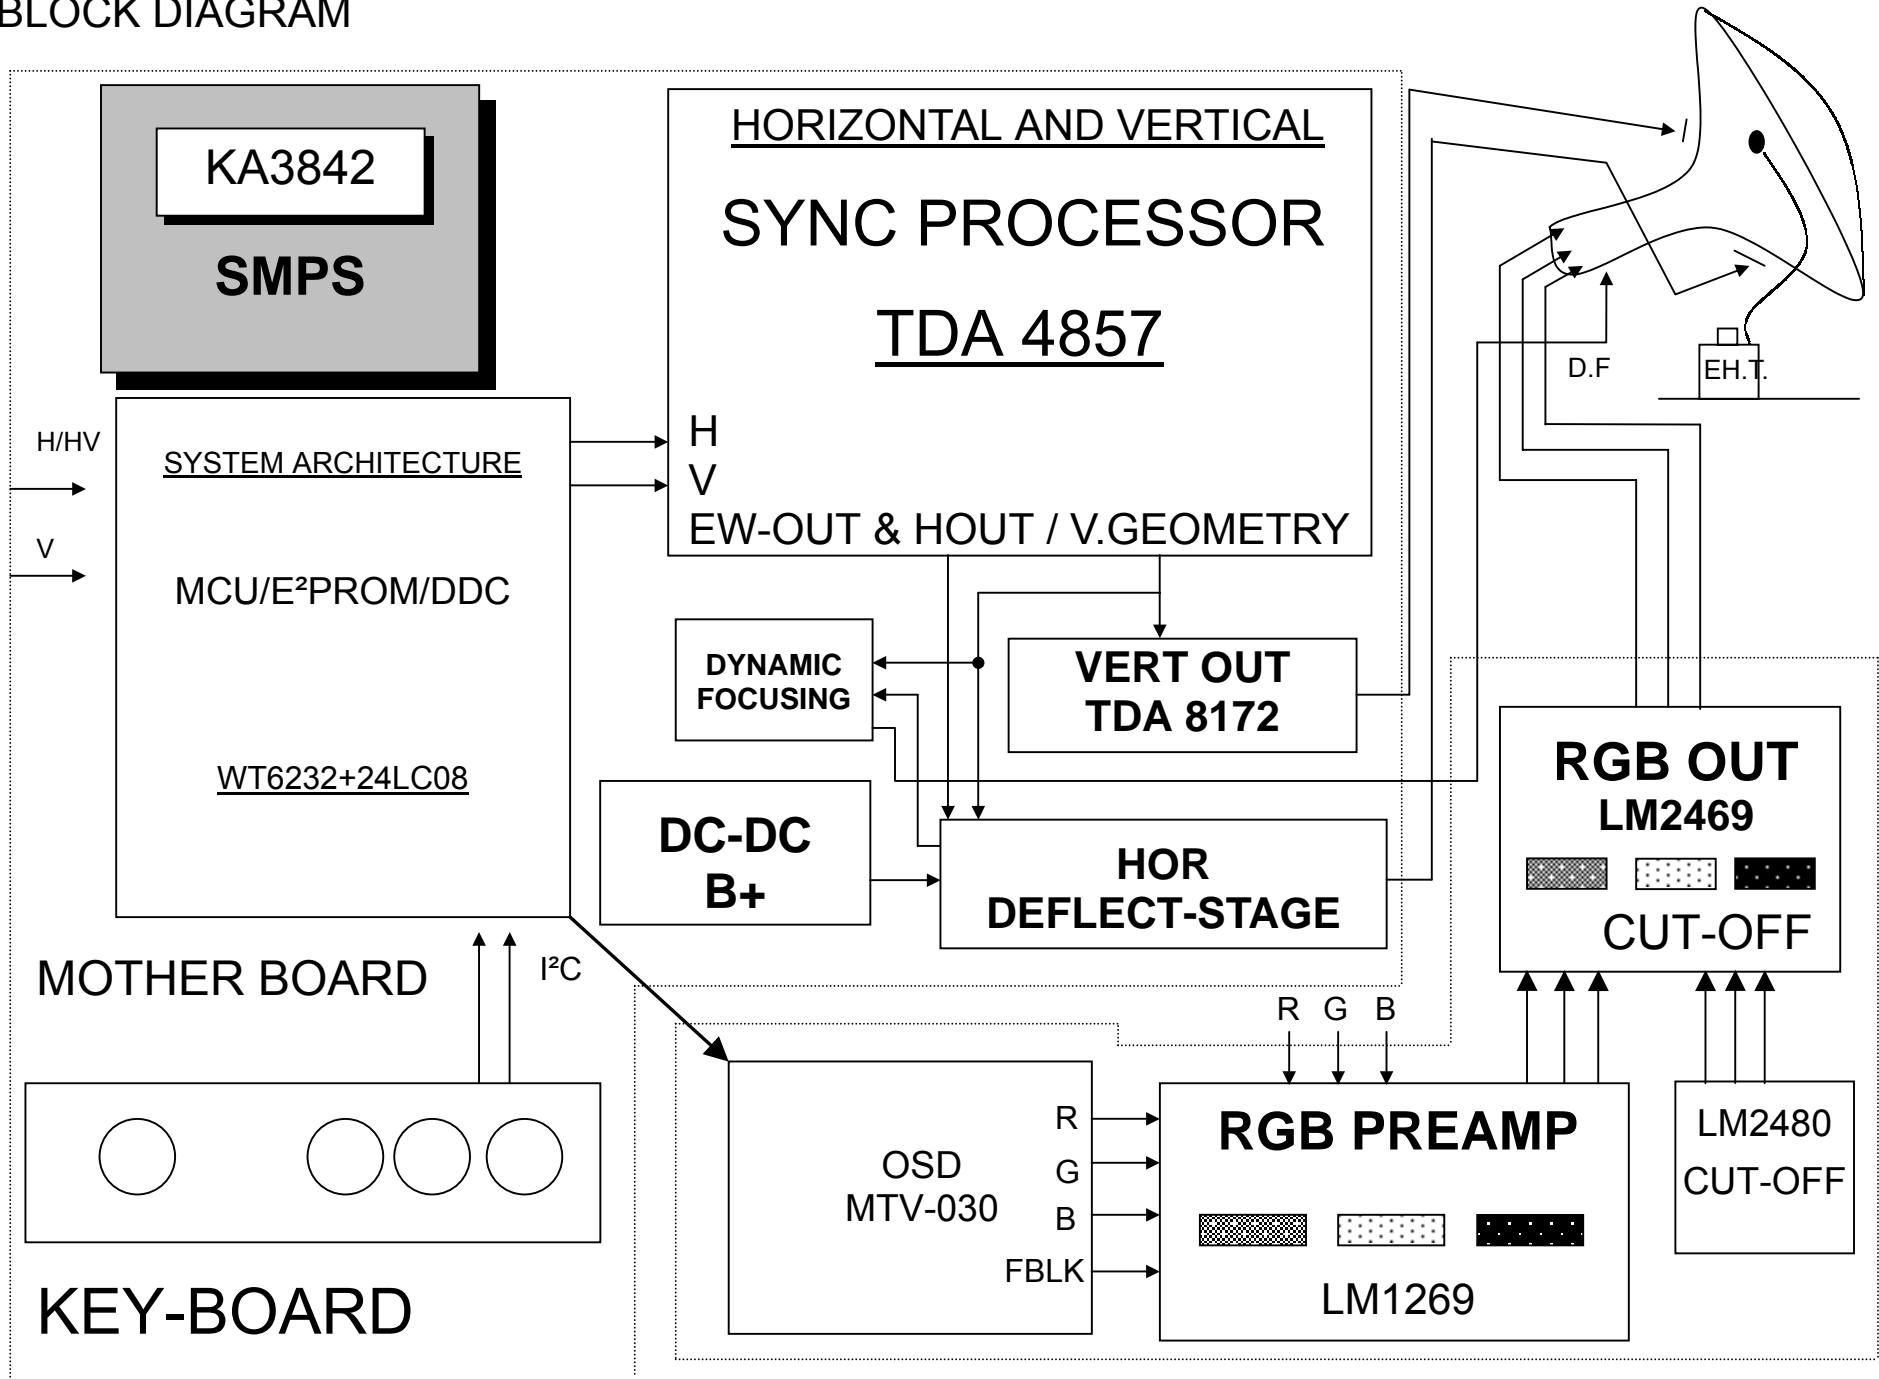 BLOCK DIAGRAM
KA3842
SMPS
HORIZONTAL AND VERTICAL
SYNC PROCESSOR
TDA 4857
H
V
EW-OUT & HOUT / V.GEOMETRY
H/HV
V
SYSTEM ARCHITECTURE
MCU/E²PROM/DDC
WT6232+24LC08
D.F
EH.T.
DYNAMIC
FOCUSING
VERT OUT
TDA 8172
DC-DC
B+
HOR
DEFLECT-STAGE
RGB OUT
LM2469
CUT-OFF
MOTHER BOARD
I²C
R G B
OSD
MTV-030
R
G
B
FBLK
RGB PREAMP
LM1269
LM2480
CUT-OFF
KEY-BOARD